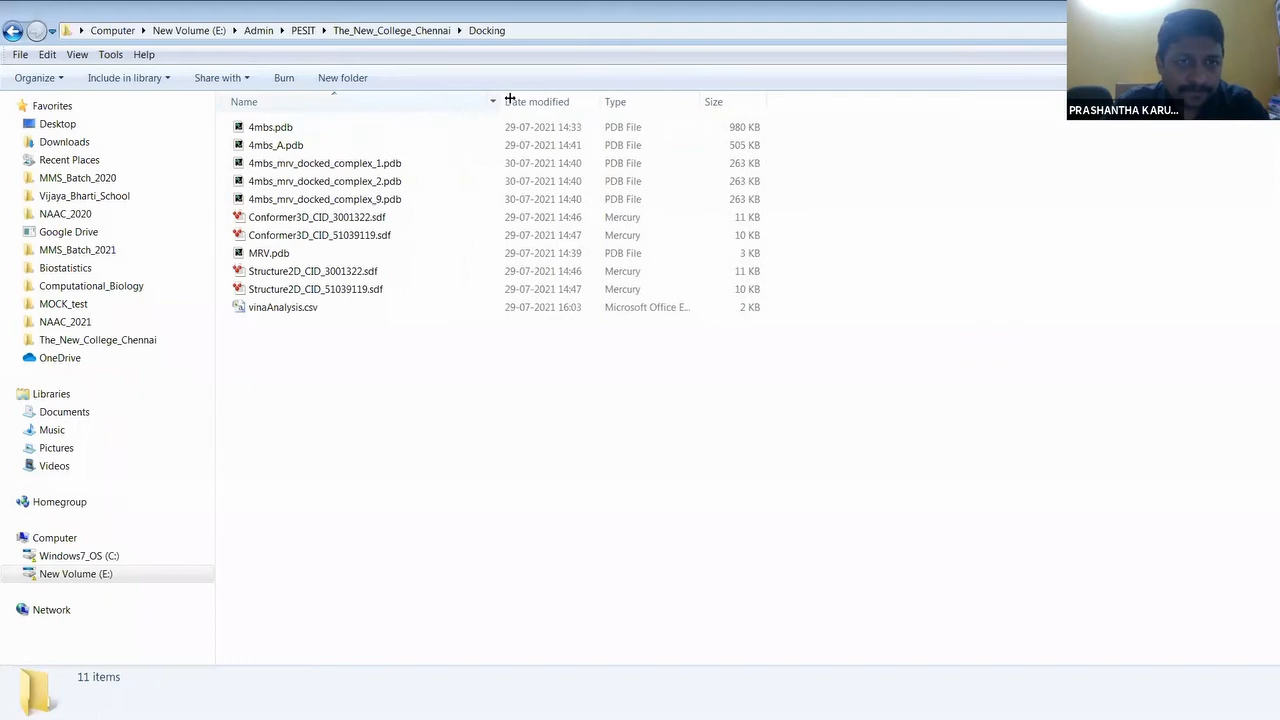 Computer New Volume (E:) Admin PESIT The_New_College_Chennai Docking
File Edit View Tools Help
Organize Include in library Share with Burn New folder
PRASHANTHA KARU...
Name Date modified Type Size
4mbs.pdb 29-07-2021 14:33 PDB File 980 KB
4mbs_A.pdb 29-07-2021 14:41 PDB File 505 KB
4mbs_mrv_docked_complex_1.pdb 30-07-2021 14:40 PDB File 263 KB
4mbs_mrv_docked_complex_2.pdb 30-07-2021 14:40 PDB File 263 KB
4mbs_mrv_docked_complex_9.pdb 30-07-2021 14:40 PDB File 263 KB
Conformer3D_CID_3001322.sdf 29-07-2021 14:46 Mercury 11 KB
Conformer3D_CID_51039119.sdf 29-07-2021 14:47 Mercury 10 KB
MRV.pdb 29-07-2021 14:39 PDB File 3 KB
Structure2D_CID_3001322.sdf 29-07-2021 14:46 Mercury 11 KB
Structure2D_CID_51039119.sdf 29-07-2021 14:47 Mercury 10 KB
vinaAnalysis.csv 29-07-2021 16:03 Microsoft Office E... 2 KB
Favorites
Desktop
Downloads
Recent Places
MMS_Batch_2020
Vijaya_Bharti_School
NAAC_2020
Google Drive
MMS_Batch_2021
Biostatistics
Computational_Biology
MOCK_test
NAAC_2021
The_New_College_Chennai
OneDrive
Libraries
Documents
Music
Pictures
Videos
Homegroup
Computer
Windows7_OS (C:)
New Volume (E:)
Network
11 items